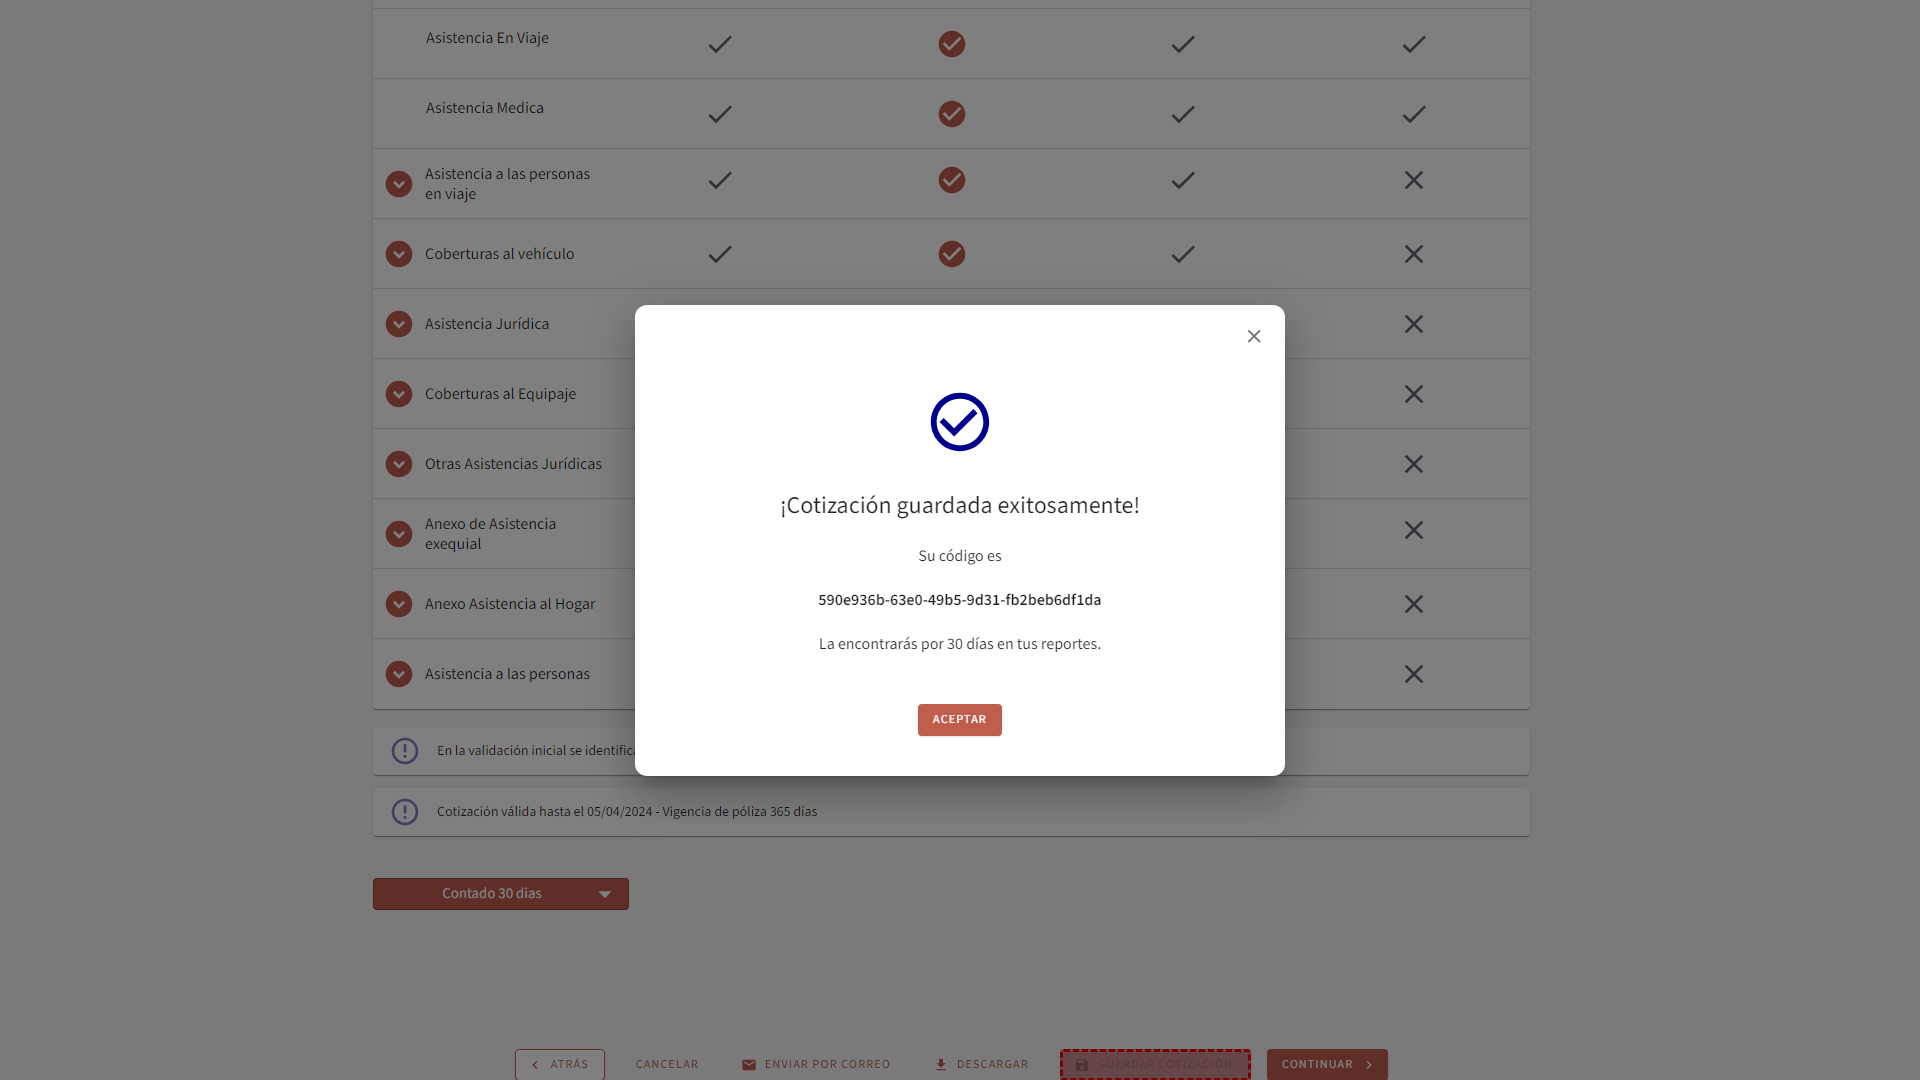 Asistencia En Viaje
Asistencia Medica
Asistencia a las personas
en viaje
Coberturas al vehículo
Asistencia Jurídica
Coberturas al Equipaje
Otras Asistencias Jurídicas
Anexo de Asistencia
exequial
Anexo Asistencia al Hogar
Asistencia a las personas
¡Cotización guardada exitosamente!
Su código es
590e936b-63e0-49b5-9d31-fb2beb6df1da
La encontrarás por 30 días en tus reportes.
ACEPTAR
En la validación inicial se identifica
Cotización válida hasta el 05/04/2024 - Vigencia de póliza 365 días
Contado 30 dias
ATRÁS
CANCELAR
ENVIAR POR CORREO
DESCARGAR
GUARDAR COTIZACIÓN
CONTINUAR